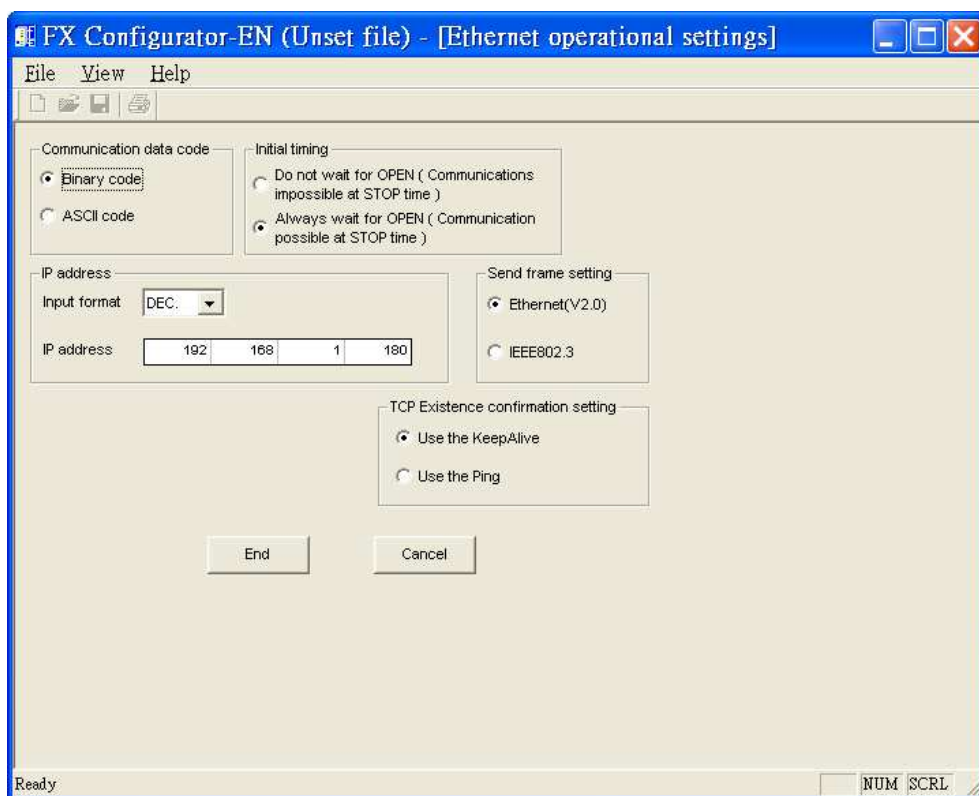 FX Configurator-EN (Unset file) - [Ethernet operational settings]
File View Help
Communication data code
Binary code
ASCII code
Initial timing
Do not wait for OPEN ( Communications
impossible at STOP time )
Always wait for OPEN ( Communication
possible at STOP time )
IP address
Input format DEC.
IP address 192 168 1 180
Send frame setting
Ethernet(V2.0)
IEEE802.3
TCP Existence confirmation setting
Use the KeepAlive
Use the Ping
End Cancel
Ready NUM SCRL